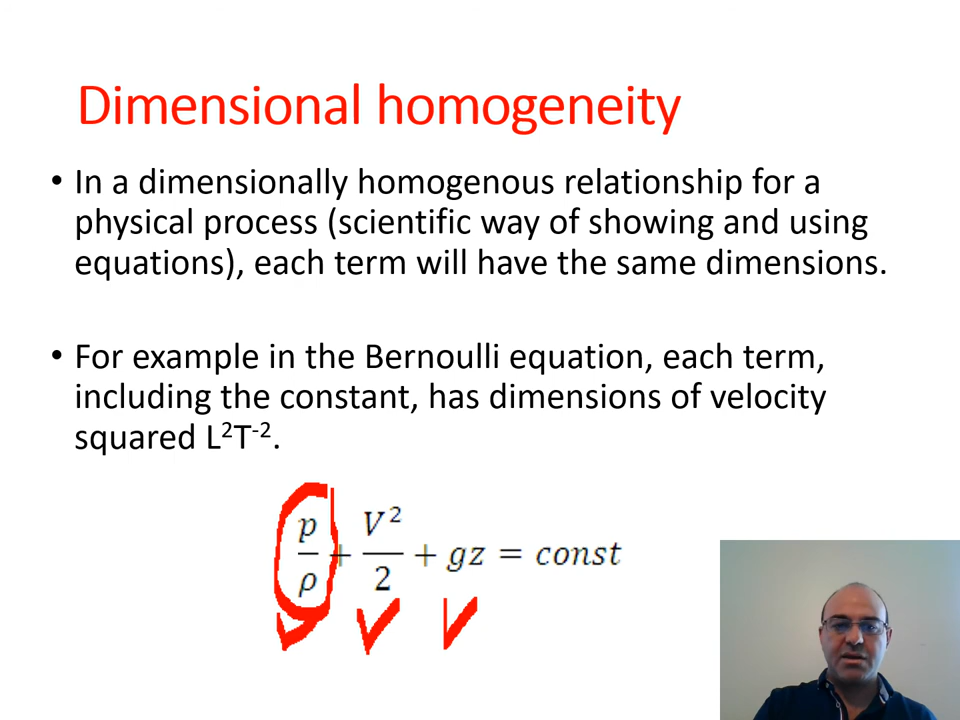 Dimensional homogeneity
• In a dimensionally homogenous relationship for a
physical process (scientific way of showing and using
equations), each term will have the same dimensions.
• For example in the Bernoulli equation, each term,
including the constant, has dimensions of velocity
squared L²T⁻².
p/ρ + V²/2 + gz = const